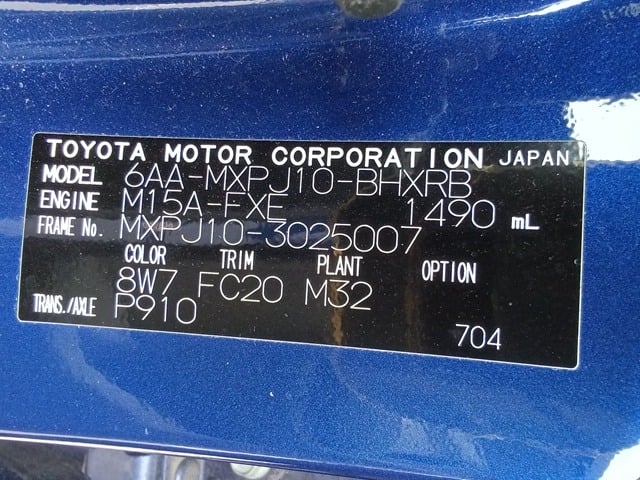 TOYOTA MOTOR CORPORATION JAPAN
MODEL 6AA-MXPJ10-BHXRB
ENGINE M15A-FXE 1490 mL
FRAME No. MXPJ10-3025007
COLOR TRIM PLANT OPTION
8W7 FC20 M32
TRANS./AXLE P910
704